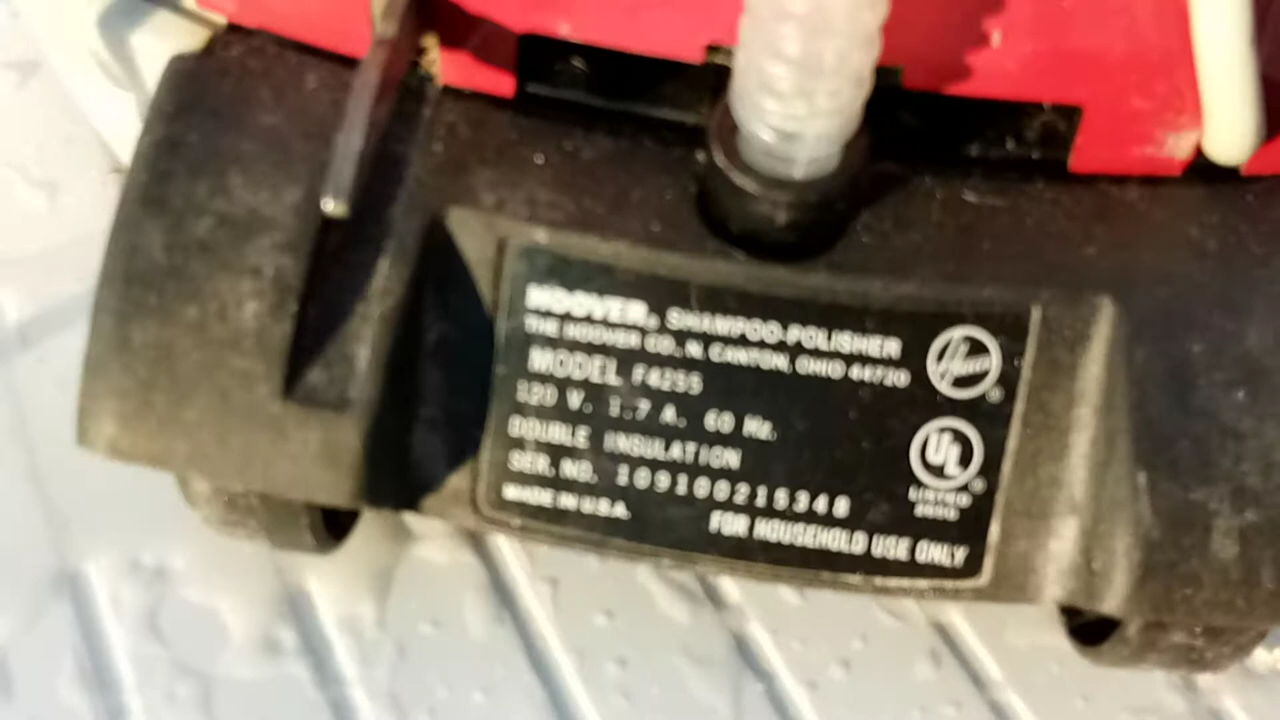 HOOVER® SHAMPOO-POLISHER
THE HOOVER CO., N. CANTON, OHIO 44720
MODEL F4255
120 V. 1.7 A. 60 Hz.
DOUBLE INSULATION
SER. NO. 109100215348
MADE IN U.S.A.
FOR HOUSEHOLD USE ONLY
Hoover
®
UL
®
LISTED